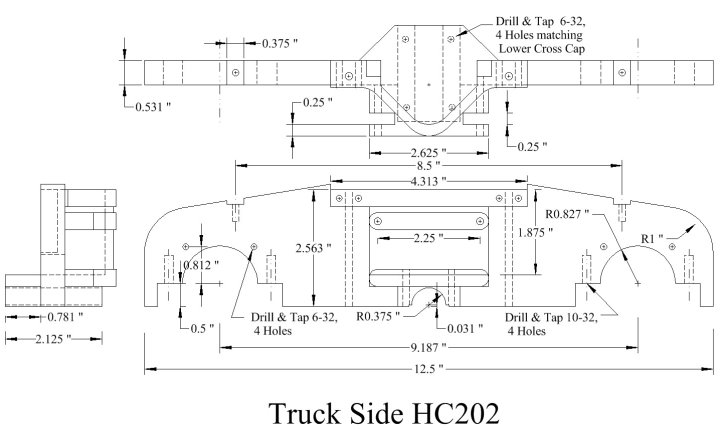 Drill & Tap 6-32,
4 Holes matching
Lower Cross Cap
0.375 "
0.531 "
0.25 "
0.25 "
2.625 "
8.5 "
4.313 "
R0.827 "
2.563 "
2.25 "
1.875 "
R1 "
0.812 "
0.781 "
0.5 "
Drill & Tap 6-32,
4 Holes
R0.375 "
0.031 "
Drill & Tap 10-32,
4 Holes
2.125 "
9.187 "
12.5 "
Truck Side HC202